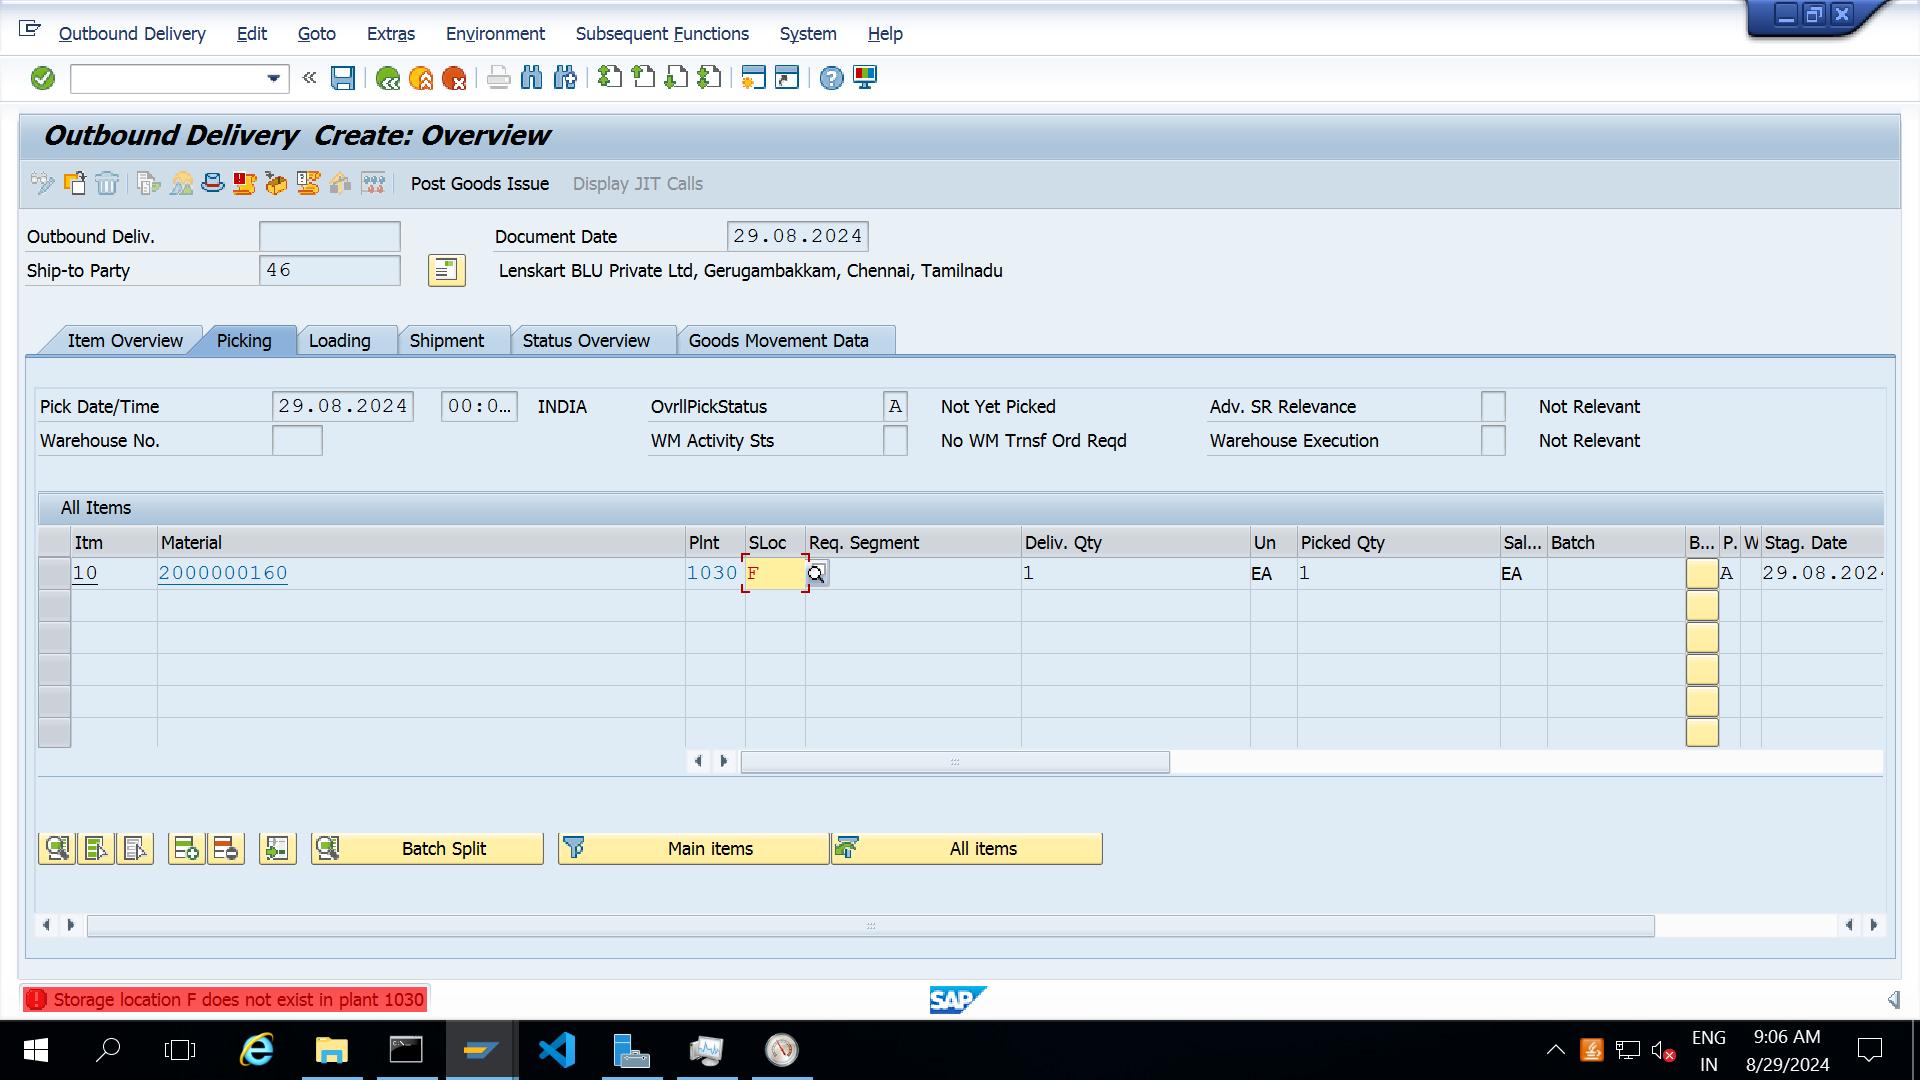 Outbound Delivery Edit Goto Extras Environment Subsequent Functions System Help
Outbound Delivery Create: Overview
Post Goods Issue Display JIT Calls
Outbound Deliv. Document Date 29.08.2024
Ship-to Party 46 Lenskart BLU Private Ltd, Gerugambakkam, Chennai, Tamilnadu
Item Overview Picking Loading Shipment Status Overview Goods Movement Data
Pick Date/Time 29.08.2024 00:0... INDIA OvrllPickStatus A Not Yet Picked Adv. SR Relevance Not Relevant
Warehouse No. WM Activity Sts No WM Trnsf Ord Reqd Warehouse Execution Not Relevant
All Items
Itm Material Plnt SLoc Req. Segment Deliv. Qty Un Picked Qty Sal... Batch B... P. W Stag. Date
10 2000000160 1030 F 1 EA 1 EA A 29.08.202
Batch Split Main items All items
Storage location F does not exist in plant 1030
SAP
ENG 9:06 AM
IN 8/29/2024